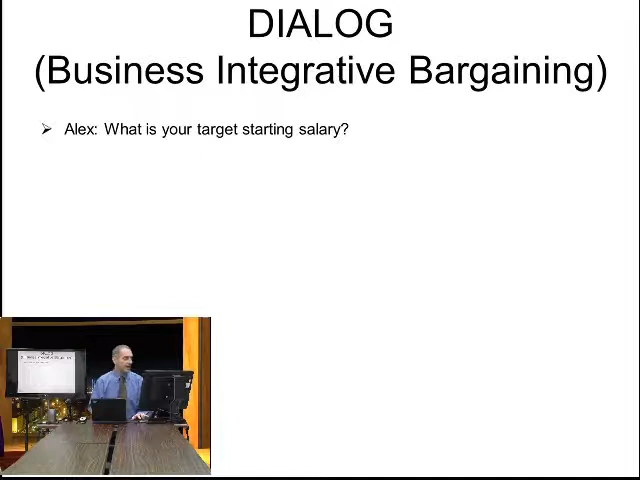 DIALOG
(Business Integrative Bargaining)
➢ Alex: What is your target starting salary?